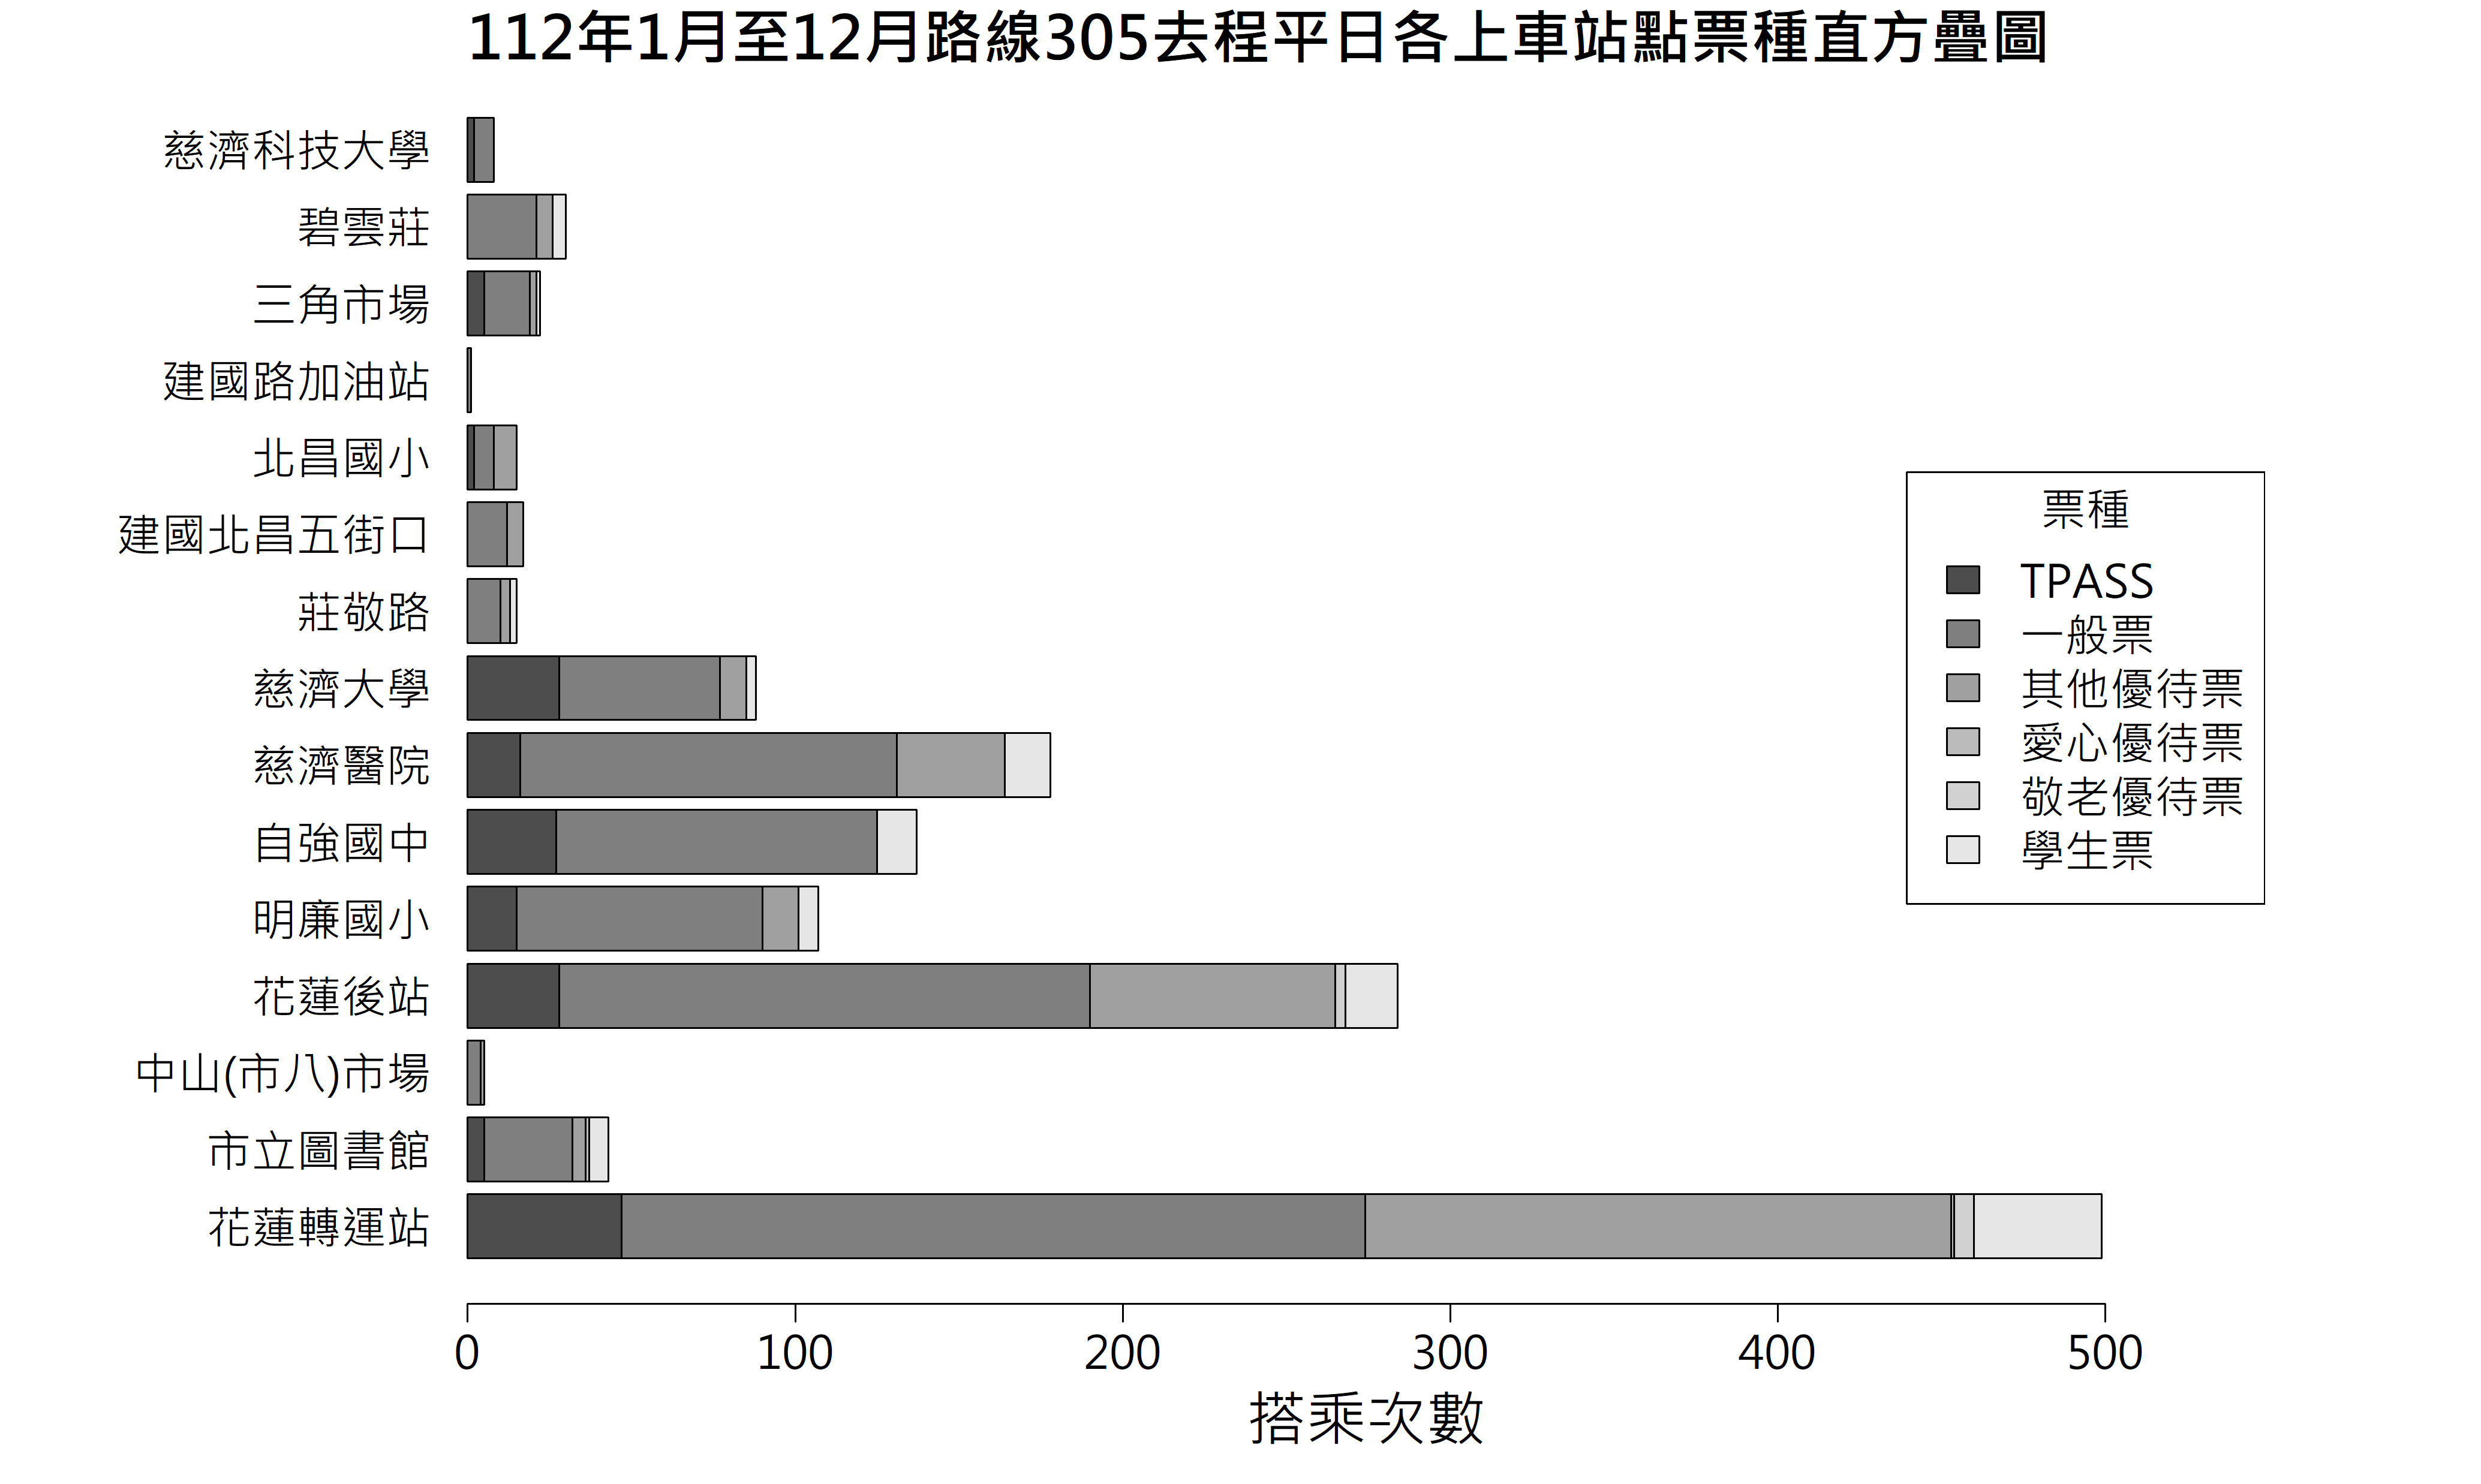 112年1月至12月路線305去程平日各上車站點票種直方疊圖
慈濟科技大學
碧雲莊
三角市場
建國路加油站
北昌國小
建國北昌五街口
莊敬路
慈濟大學
慈濟醫院
自強國中
明廉國小
花蓮後站
中山(市八)市場
市立圖書館
花蓮轉運站
票種
TPASS
一般票
其他優待票
愛心優待票
敬老優待票
學生票
0 100 200 300 400 500
搭乘次數